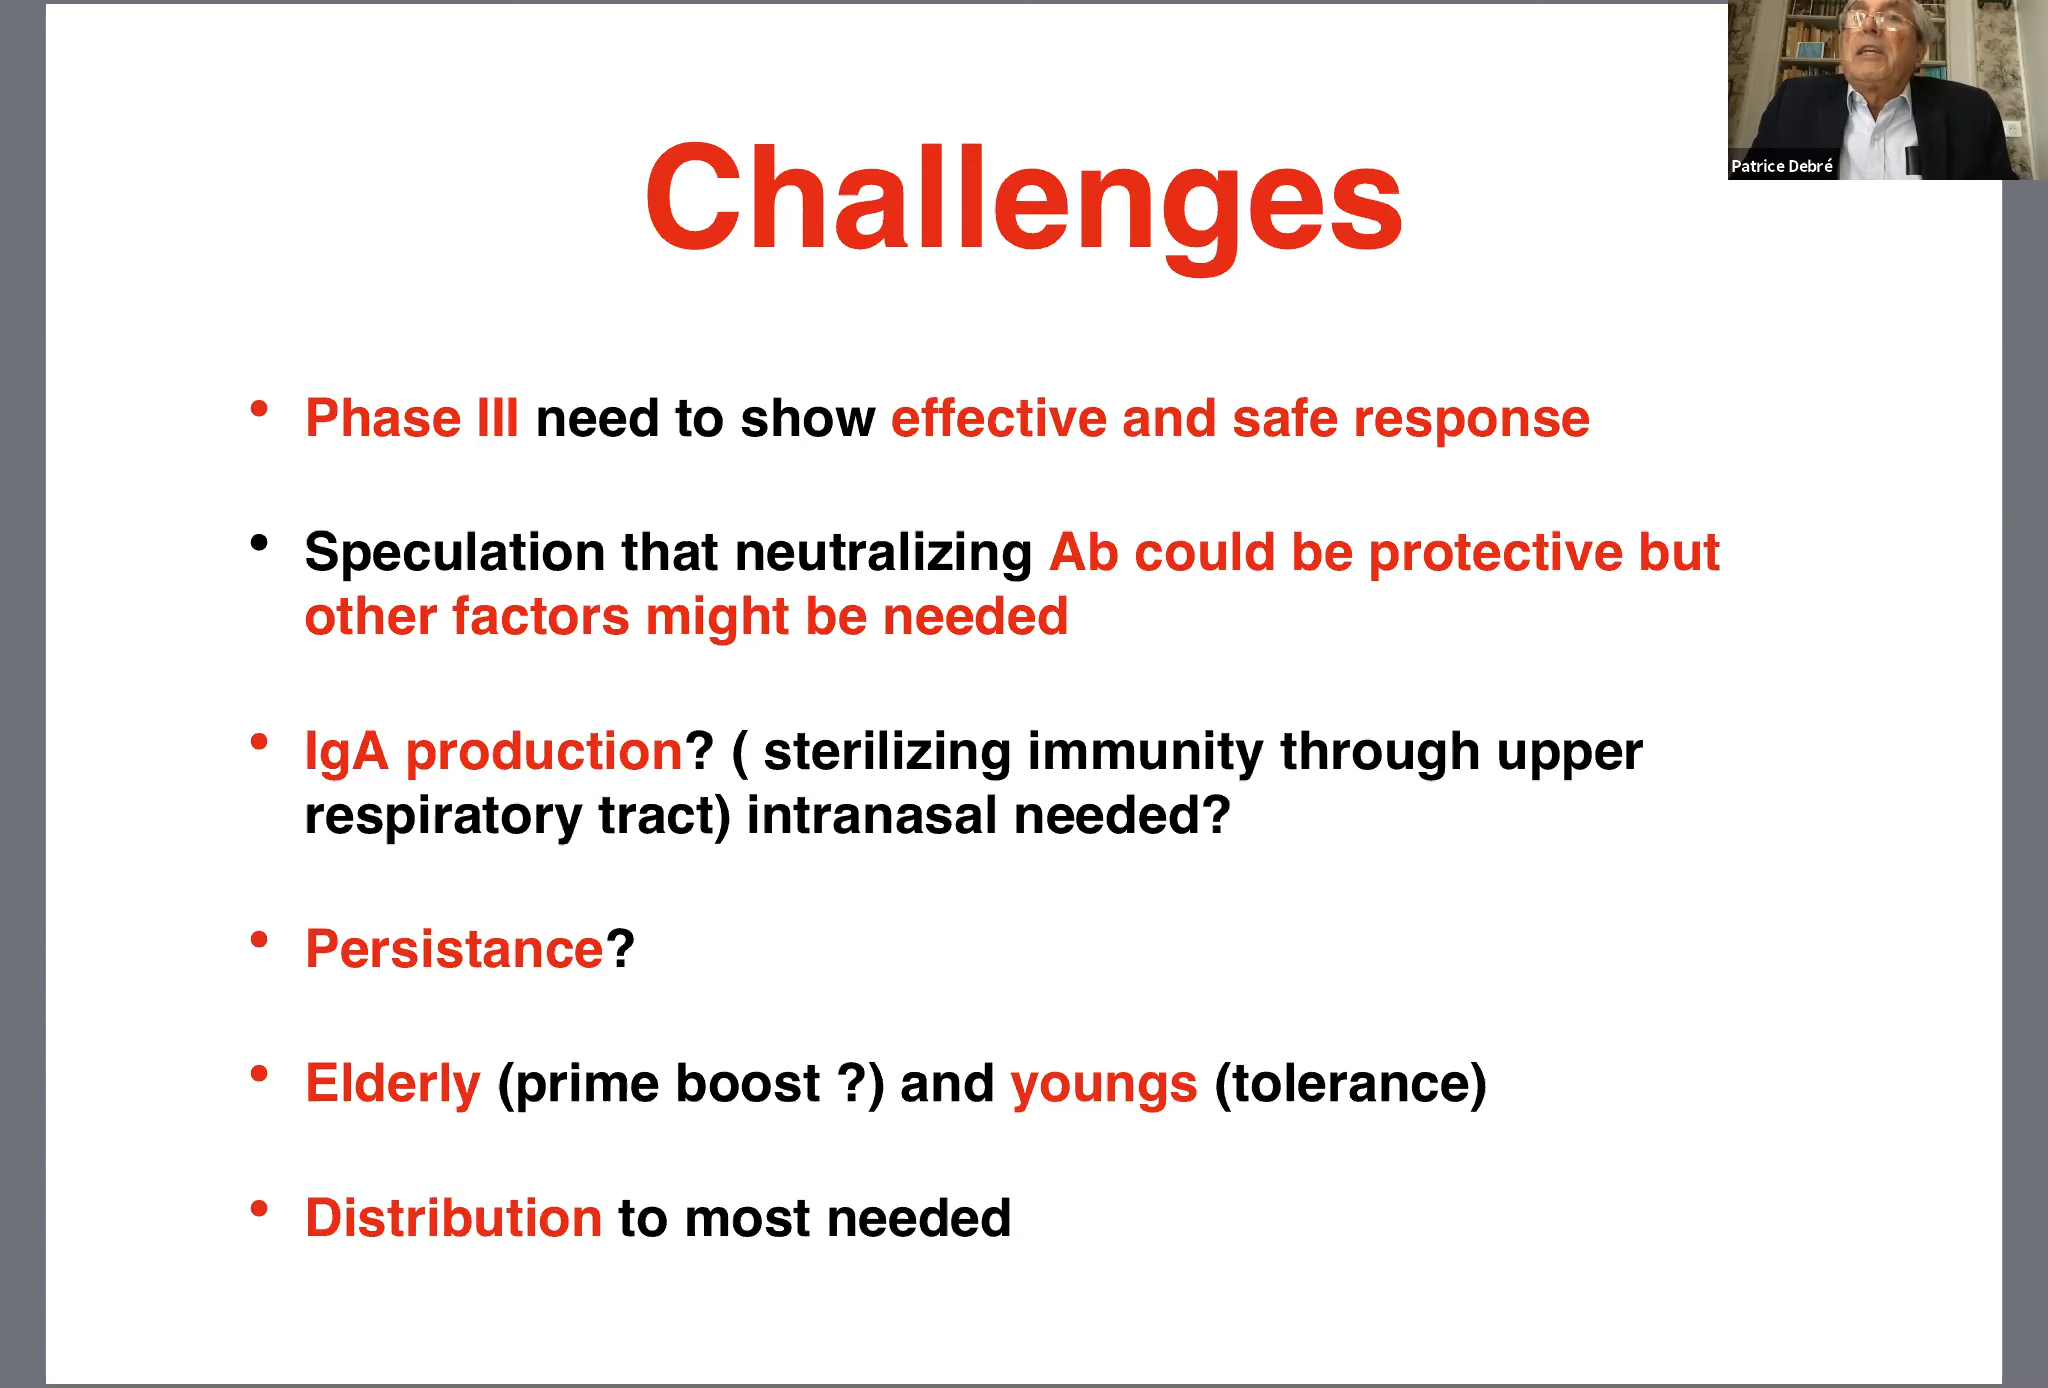 Patrice Debré
Challenges
• Phase III need to show effective and safe response
• Speculation that neutralizing Ab could be protective but
other factors might be needed
• IgA production? ( sterilizing immunity through upper
respiratory tract) intranasal needed?
• Persistance?
• Elderly (prime boost ?) and youngs (tolerance)
• Distribution to most needed